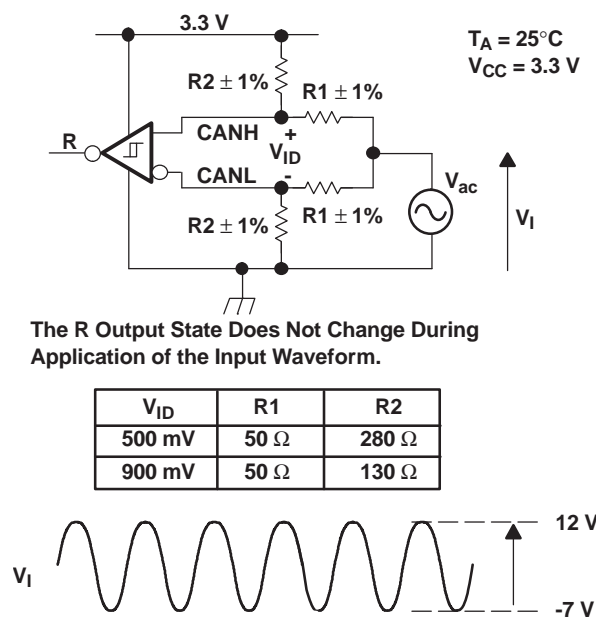 3.3 V
T_A = 25°C
V_CC = 3.3 V
R2 ± 1%
R1 ± 1%
R
CANH
+
V_ID
CANL
-
V_ac
V_I
R2 ± 1%
R1 ± 1%
The R Output State Does Not Change During
Application of the Input Waveform.
V_ID R1 R2
500 mV 50 Ω 280 Ω
900 mV 50 Ω 130 Ω
12 V
V_I
-7 V